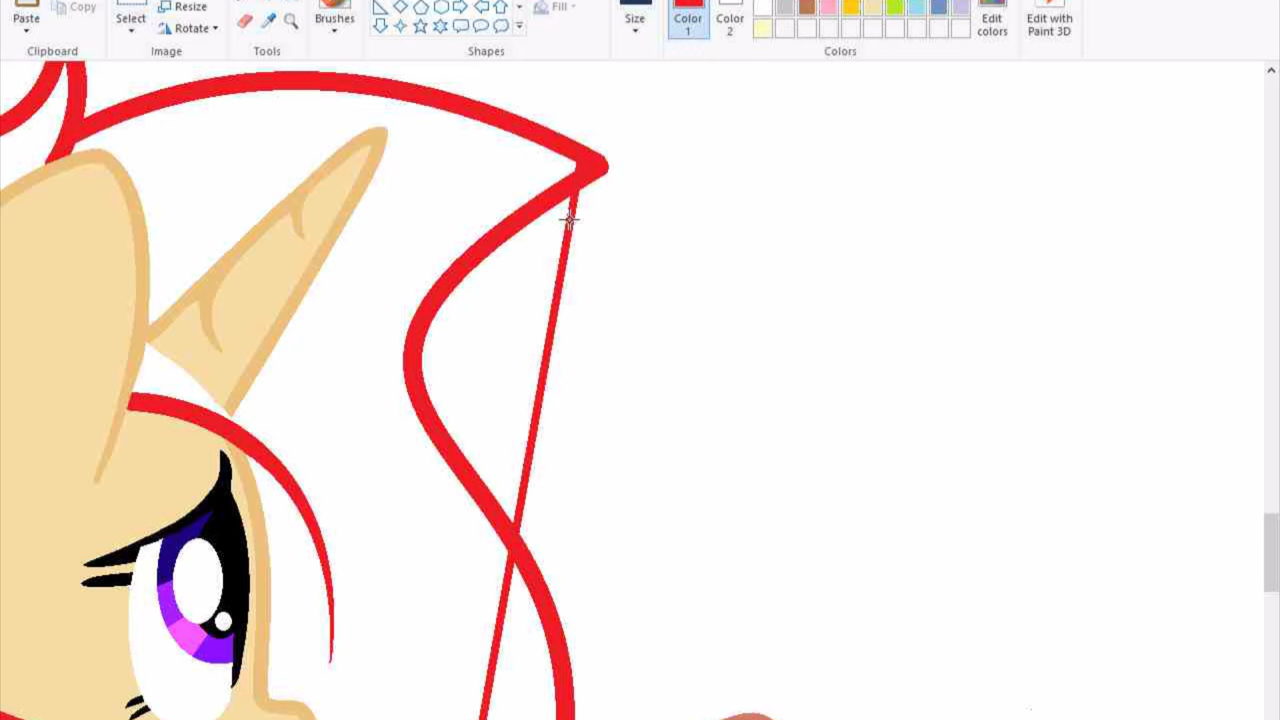 Paste
Copy
Select
Resize
Rotate
Brushes
Fill
Size
Color
1
Color
2
Edit
colors
Edit with
Paint 3D
Clipboard
Image
Tools
Shapes
Colors